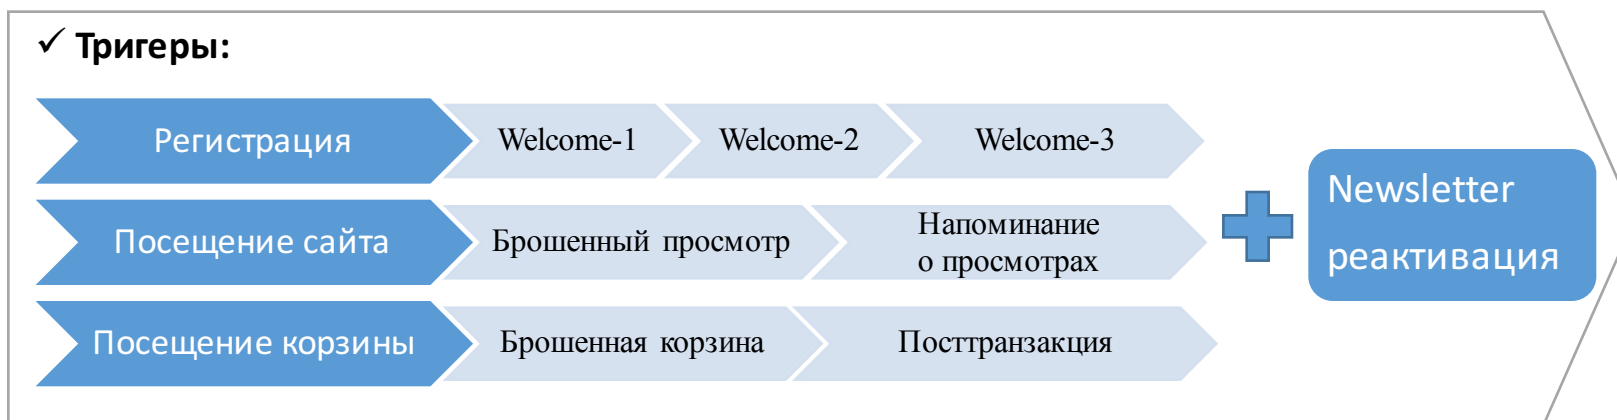 ✓ Тригеры:
Регистрация
Welcome-1
Welcome-2
Welcome-3
Посещение сайта
Брошенный просмотр
Напоминание
о просмотрах
Посещение корзины
Брошенная корзина
Посттранзакция
Newsletter
реактивация